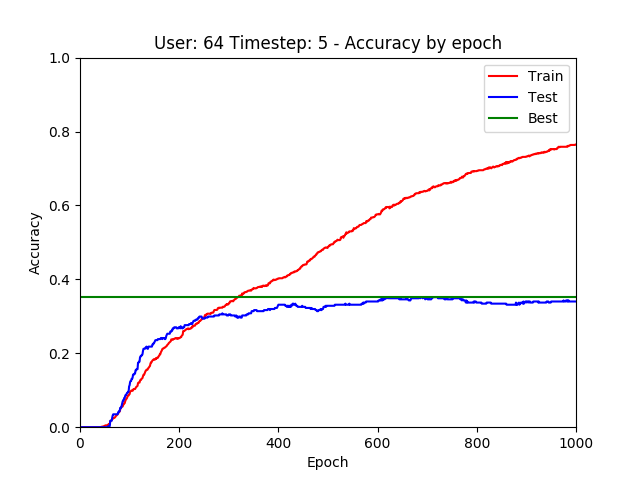 User: 64 Timestep: 5 - Accuracy by epoch
1.0
0.8
0.6
0.4
0.2
0.0
Accuracy
Train
Test
Best
0 200 400 600 800 1000
Epoch